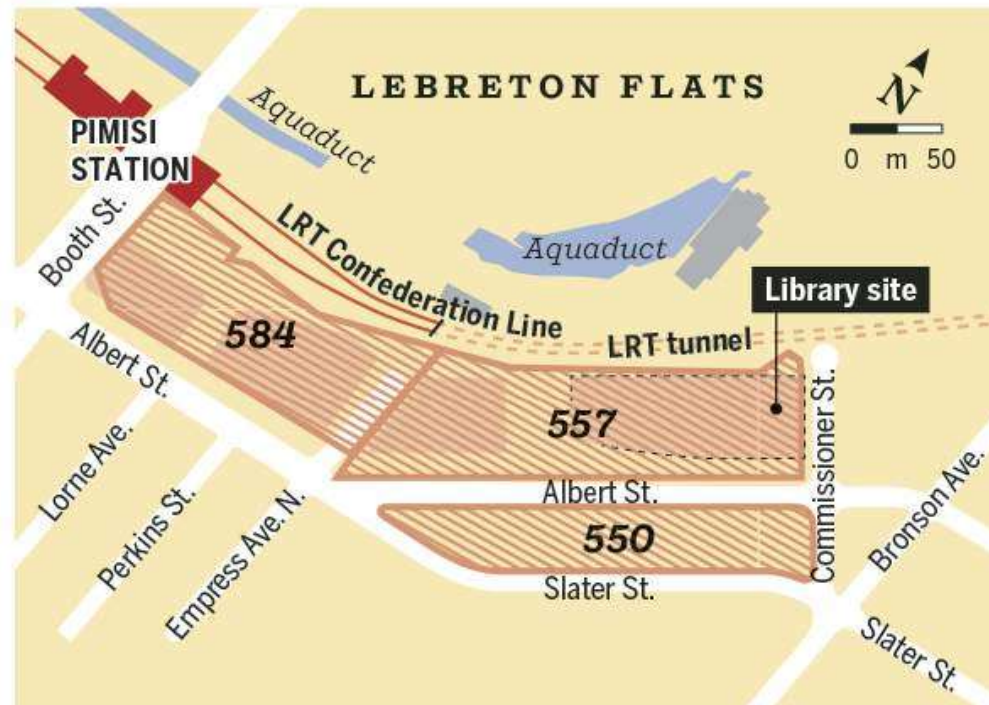 LEBRETON FLATS
N
0 m 50
Aquaduct
PIMISI
STATION
Booth St.
LRT Confederation Line
Aquaduct
Library site
LRT tunnel
584
557
550
Albert St.
Albert St.
Slater St.
Commissioner St.
Bronson Ave.
Slater St.
Lorne Ave.
Perkins St.
Empress Ave. N.